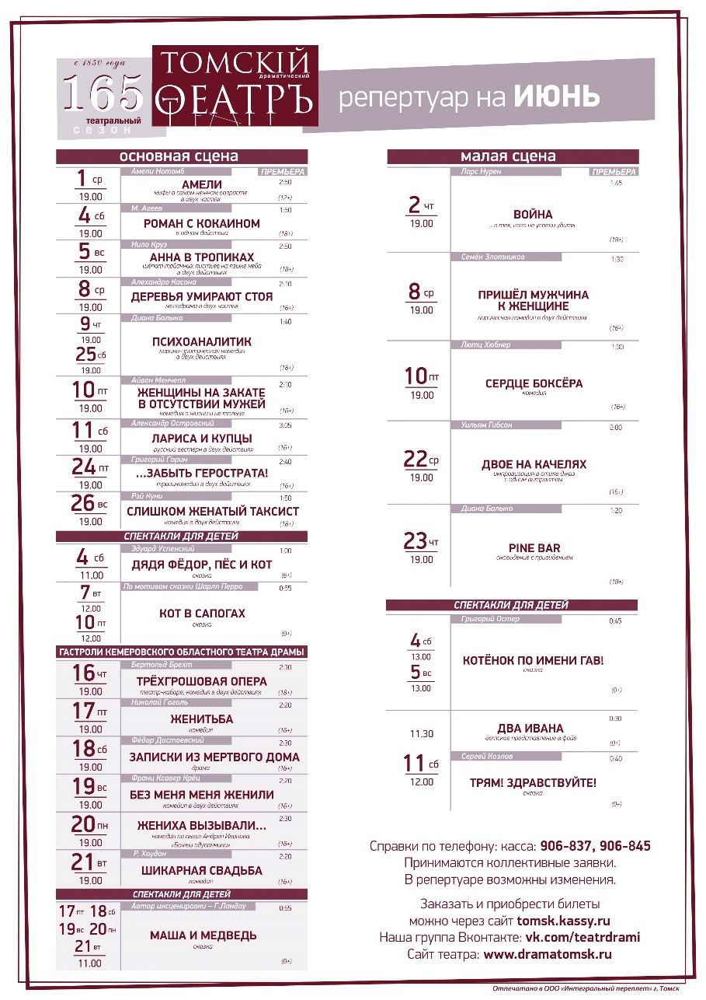 с 1850 года
165
театральный
сезон
ТОМСКIЙ
драматический
ѲЕАТРЪ
репертуар на ИЮНЬ
ОСНОВНАЯ СЦЕНА
Амели Нотомб
ПРЕМЬЕРА
1 ср
19.00
2:50
АМЕЛИ
мифы о самом нежном возрасте
в двух частях
(12+)
М. Агеев
4 сб
19.00
1:50
РОМАН С КОКАИНОМ
в одном действии
(18+)
Нило Круз
5 вс
19.00
2:50
АННА В ТРОПИКАХ
шёпот табачных листьев на языке неба
в двух действиях
(18+)
Алехандро Касона
8 ср
19.00
2:10
ДЕРЕВЬЯ УМИРАЮТ СТОЯ
мелодрама в двух частях
(16+)
Диана Балыко
9 чт
19.00
25 сб
19.00
1:40
ПСИХОАНАЛИТИК
лирико-эротическая комедия
в двух действиях
(18+)
Айвон Менчелл
10 пт
19.00
2:10
ЖЕНЩИНЫ НА ЗАКАТЕ
В ОТСУТСТВИИ МУЖЕЙ
комедия о жизни и не только
(16+)
Александр Островский
11 сб
19.00
3:05
ЛАРИСА И КУПЦЫ
русский вестерн в двух действиях
(16+)
Григорий Горин
24 пт
19.00
2:40
...ЗАБЫТЬ ГЕРОСТРАТА!
трагикомедия в двух действиях
(16+)
Рэй Куни
26 вс
19.00
1:50
СЛИШКОМ ЖЕНАТЫЙ ТАКСИСТ
комедия в двух действиях
(18+)
СПЕКТАКЛИ ДЛЯ ДЕТЕЙ
Эдуард Успенский
4 сб
11.00
1:00
ДЯДЯ ФЁДОР, ПЁС И КОТ
сказка
(6+)
По мотивам сказки Шарля Перро
7 вт
12.00
10 пт
12.00
0:55
КОТ В САПОГАХ
сказка
(0+)
ГАСТРОЛИ КЕМЕРОВСКОГО ОБЛАСТНОГО ТЕАТРА ДРАМЫ
Бертольд Брехт
16 чт
19.00
2:30
ТРЁХГРОШОВАЯ ОПЕРА
театр-кабаре, комедия в двух действиях
(18+)
Николай Гоголь
17 пт
19.00
2:20
ЖЕНИТЬБА
комедия
(16+)
Фёдор Достоевский
18 сб
19.00
2:30
ЗАПИСКИ ИЗ МЕРТВОГО ДОМА
драма
(16+)
Франц Ксавер Крёц
19 вс
19.00
2:20
БЕЗ МЕНЯ МЕНЯ ЖЕНИЛИ
комедия в двух действиях
(16+)
20 пн
19.00
2:30
ЖЕНИХА ВЫЗЫВАЛИ...
комедия по пьесе Андрея Иванова
«Божьи одуванчики»
(16+)
Р. Хоудон
21 вт
19.00
2:20
ШИКАРНАЯ СВАДЬБА
комедия
(16+)
СПЕКТАКЛИ ДЛЯ ДЕТЕЙ
Автор инсценировки – Г.Ландау
17 пт 18 сб
19 вс 20 пн
21 вт
11.00
0:55
МАША И МЕДВЕДЬ
сказка
(0+)
МАЛАЯ СЦЕНА
Ларс Нурен
ПРЕМЬЕРА
2 чт
19.00
1:45
ВОЙНА
...о тех, кого не успели убить
(18+)
Семён Злотников
8 ср
19.00
1:30
ПРИШЁЛ МУЖЧИНА
К ЖЕНЩИНЕ
лирическая комедия в двух действиях
(16+)
Лютц Хюбнер
10 пт
19.00
1:30
СЕРДЦЕ БОКСЁРА
комедия
(16+)
Уильям Гибсон
22 ср
19.00
2:00
ДВОЕ НА КАЧЕЛЯХ
импровизация в стиле джаз
с одним антрактом
(16+)
Диана Балыко
23 чт
19.00
1:20
PINE BAR
сновидение с привидением
(18+)
СПЕКТАКЛИ ДЛЯ ДЕТЕЙ
Григорий Остер
4 сб
13.00
5 вс
13.00
0:45
КОТЁНОК ПО ИМЕНИ ГАВ!
сказка
(0+)
11.30
0:30
ДВА ИВАНА
детское представление в фойе
(0+)
Сергей Козлов
11 сб
12.00
0:40
ТРЯМ! ЗДРАВСТВУЙТЕ!
сказка
(0+)
Справки по телефону: касса: 906-837, 906-845
Принимаются коллективные заявки.
В репертуаре возможны изменения.
Заказать и приобрести билеты
можно через сайт tomsk.kassy.ru
Наша группа Вконтакте: vk.com/teatrdrami
Сайт театра: www.dramatomsk.ru
Отпечатано в ООО «Интегральный переплет» г. Томск